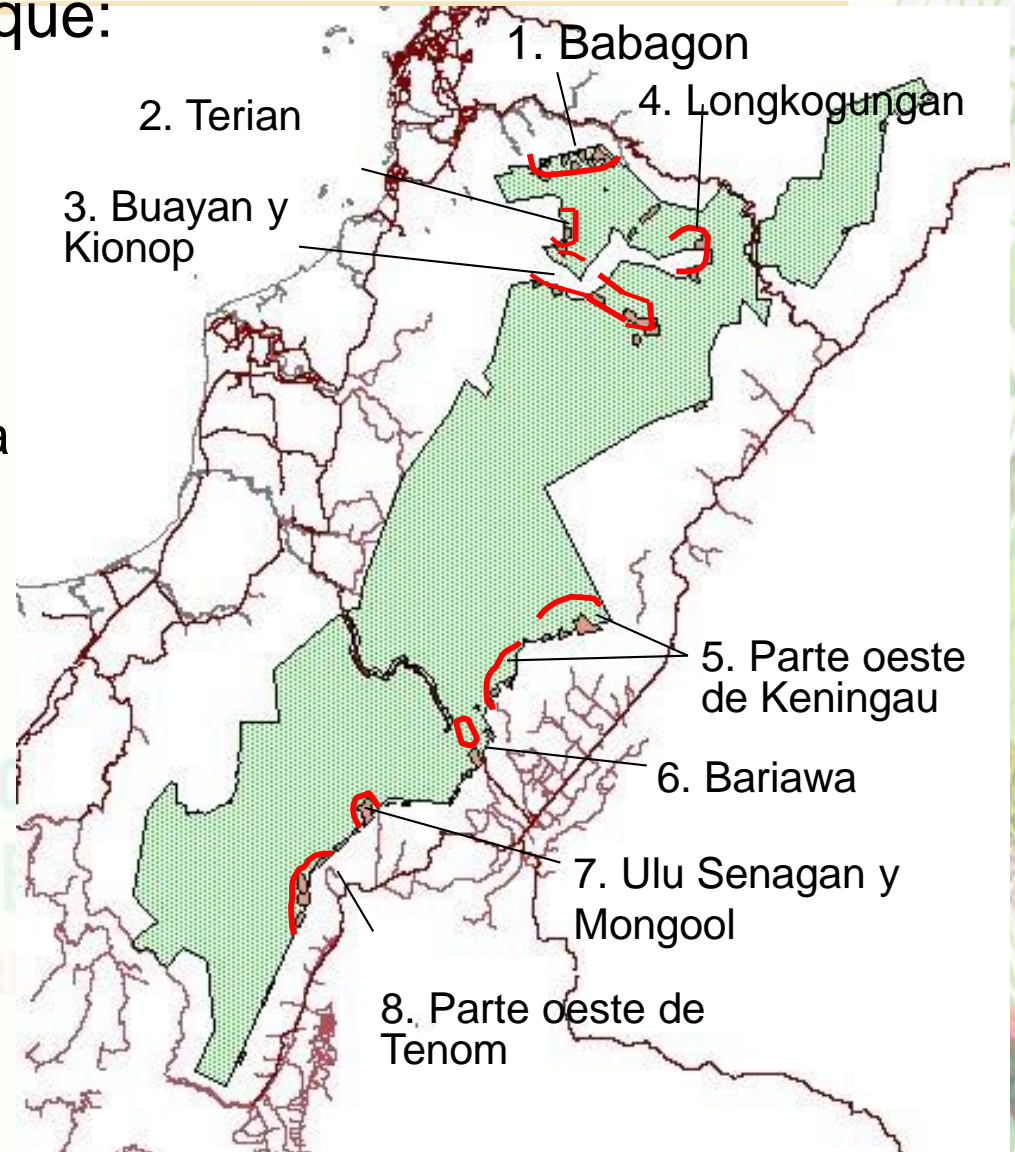 que:
1. Babagon
2. Terian
4. Longkogungan
3. Buayan y
Kionop
a
5. Parte oeste
de Keningau
6. Bariawa
7. Ulu Senagan y
Mongool
8. Parte oeste de
Tenom